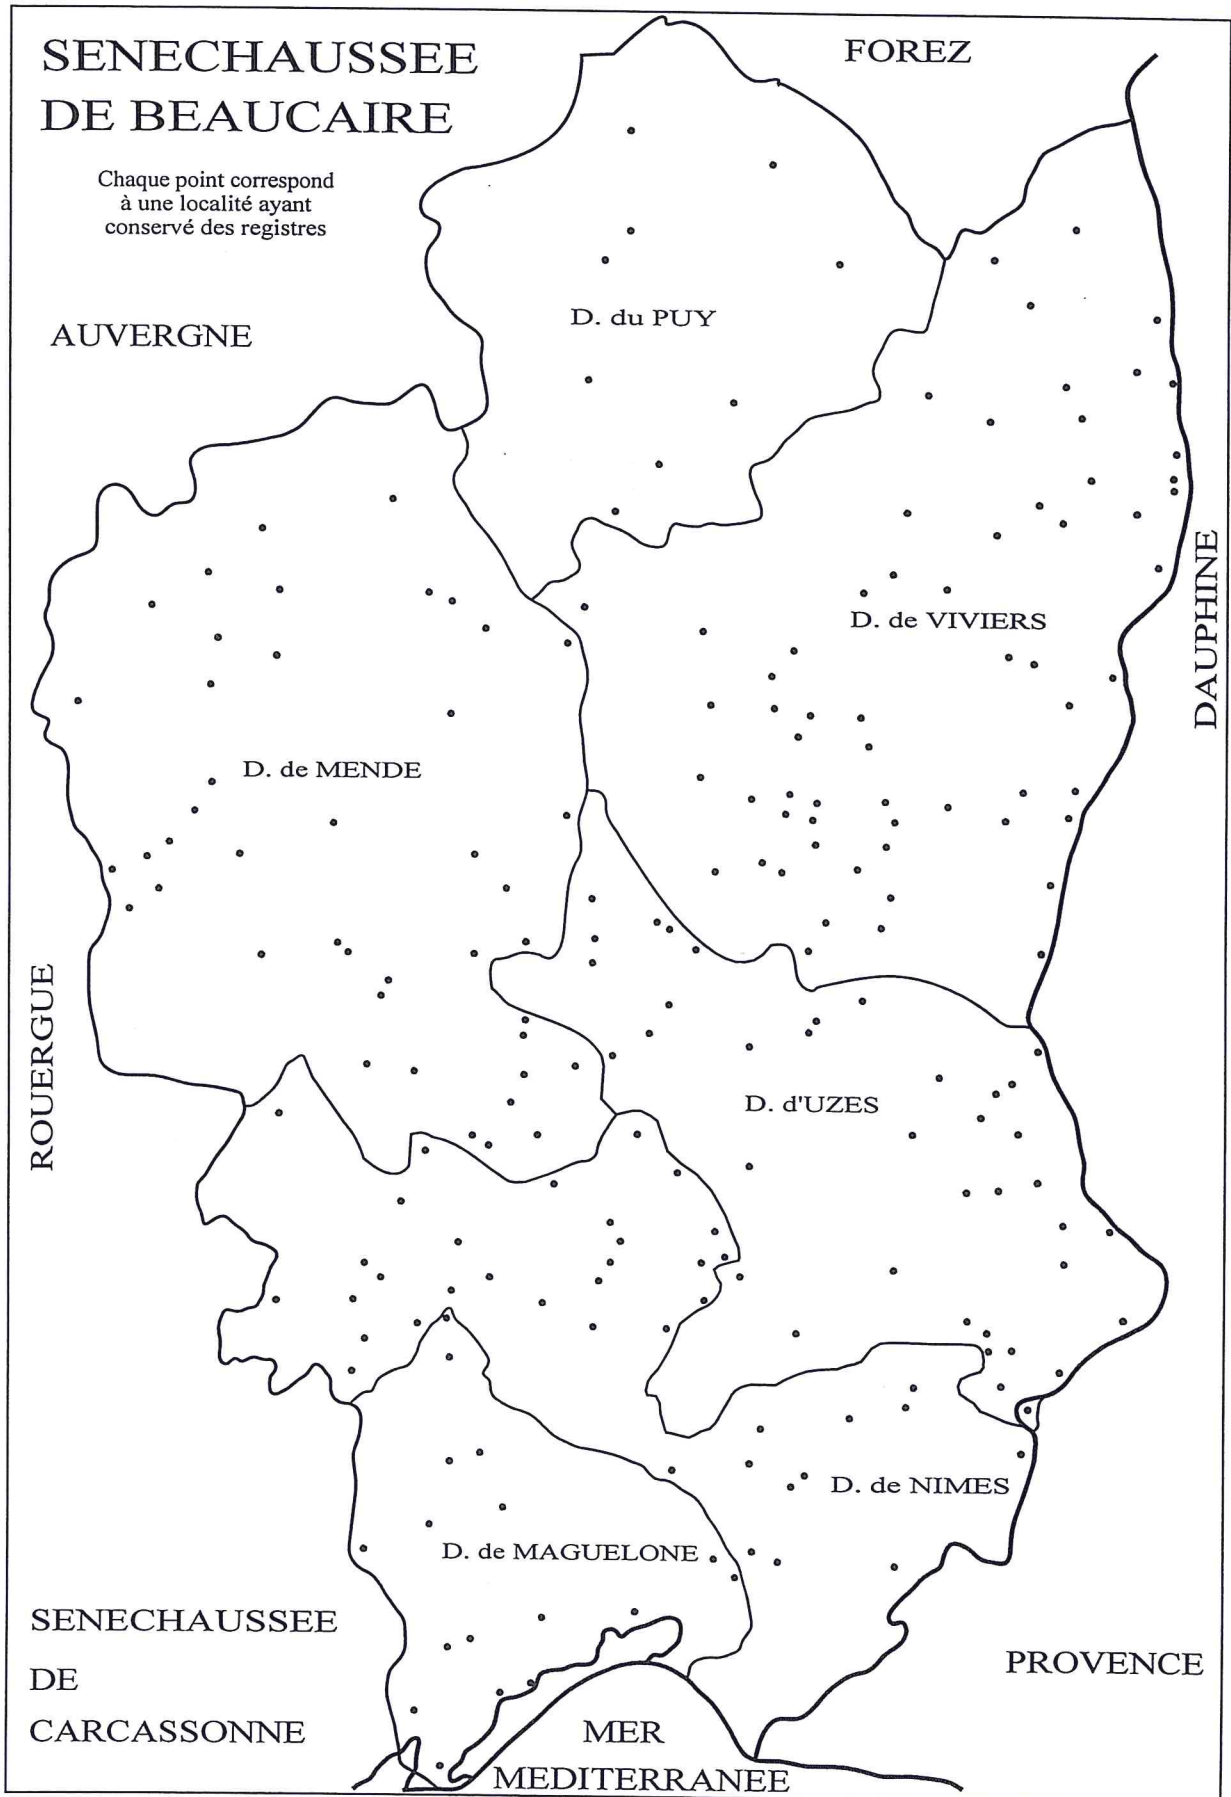 SENECHAUSSEE
DE BEAUCAIRE
Chaque point correspond
à une localité ayant
conservé des registres
FOREZ
AUVERGNE
D. du PUY
DAUPHINE
D. de VIVIERS
D. de MENDE
ROUERGUE
D. d'UZES
D. de NIMES
D. de MAGUELONE
SENECHAUSSEE
DE
CARCASSONNE
PROVENCE
MER
MEDITERRANEE